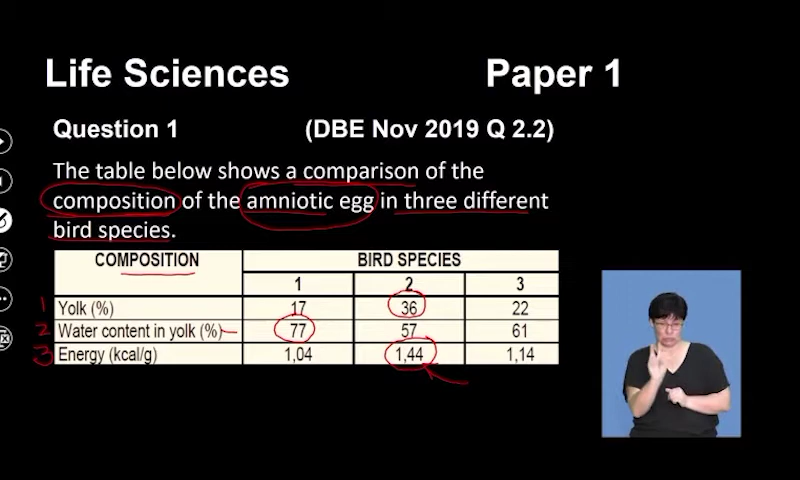 Life Sciences Paper 1
Question 1 (DBE Nov 2019 Q 2.2)
The table below shows a comparison of the
composition of the amniotic egg in three different
bird species.
COMPOSITION BIRD SPECIES
1 2 3
1 Yolk (%) 17 36 22
2 Water content in yolk (%) 77 57 61
3 Energy (kcal/g) 1,04 1,44 1,14